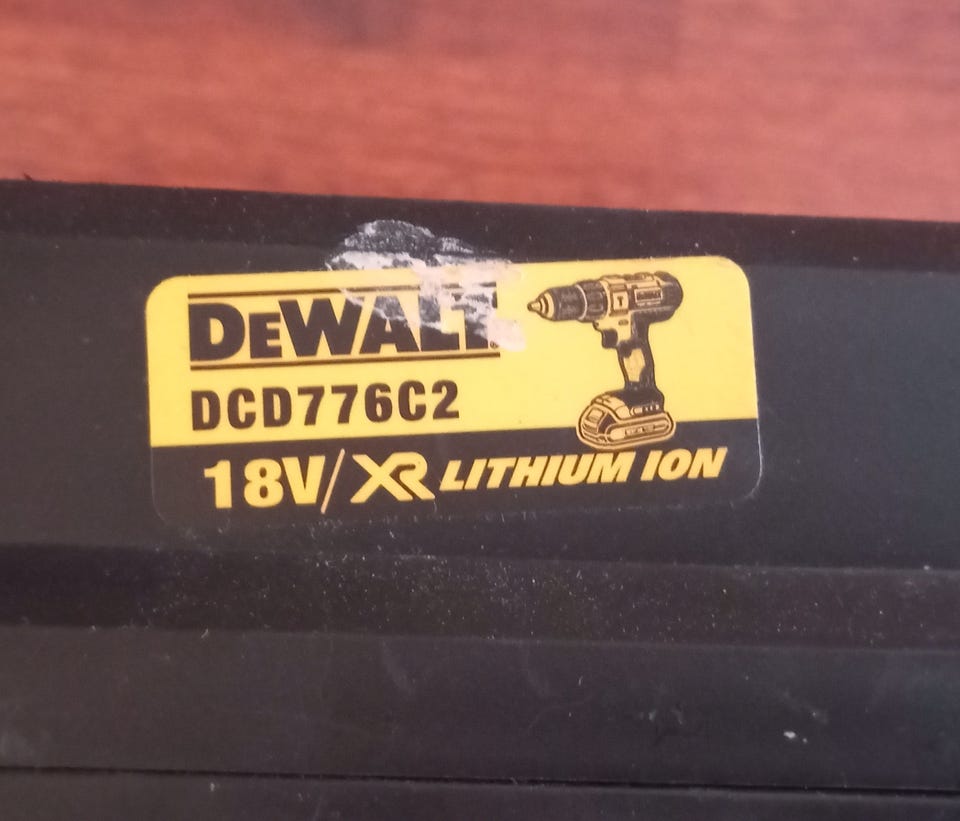 DEWALT
DCD776C2
18V/XR LITHIUM ION